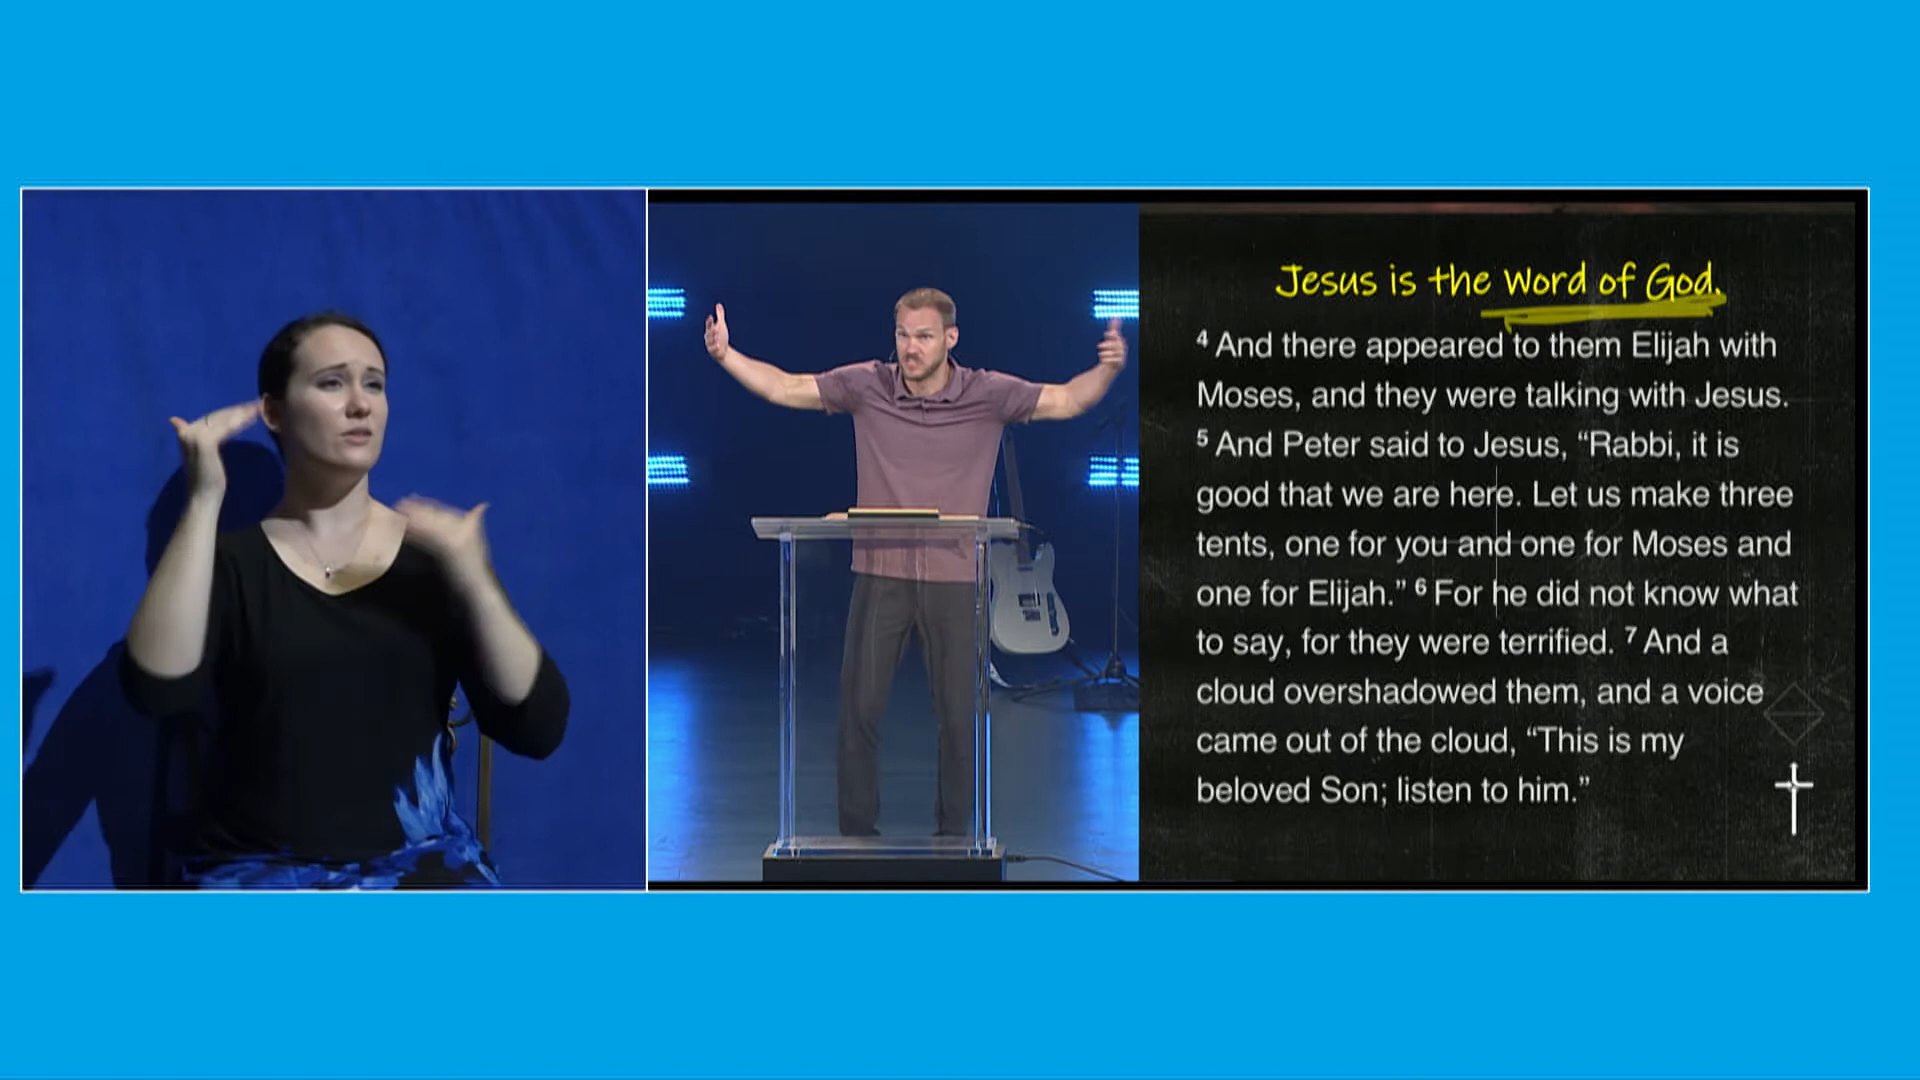 Jesus is the Word of God.
⁴ And there appeared to them Elijah with
Moses, and they were talking with Jesus.
⁵ And Peter said to Jesus, “Rabbi, it is
good that we are here. Let us make three
tents, one for you and one for Moses and
one for Elijah.” ⁶ For he did not know what
to say, for they were terrified. ⁷ And a
cloud overshadowed them, and a voice
came out of the cloud, “This is my
beloved Son; listen to him.”